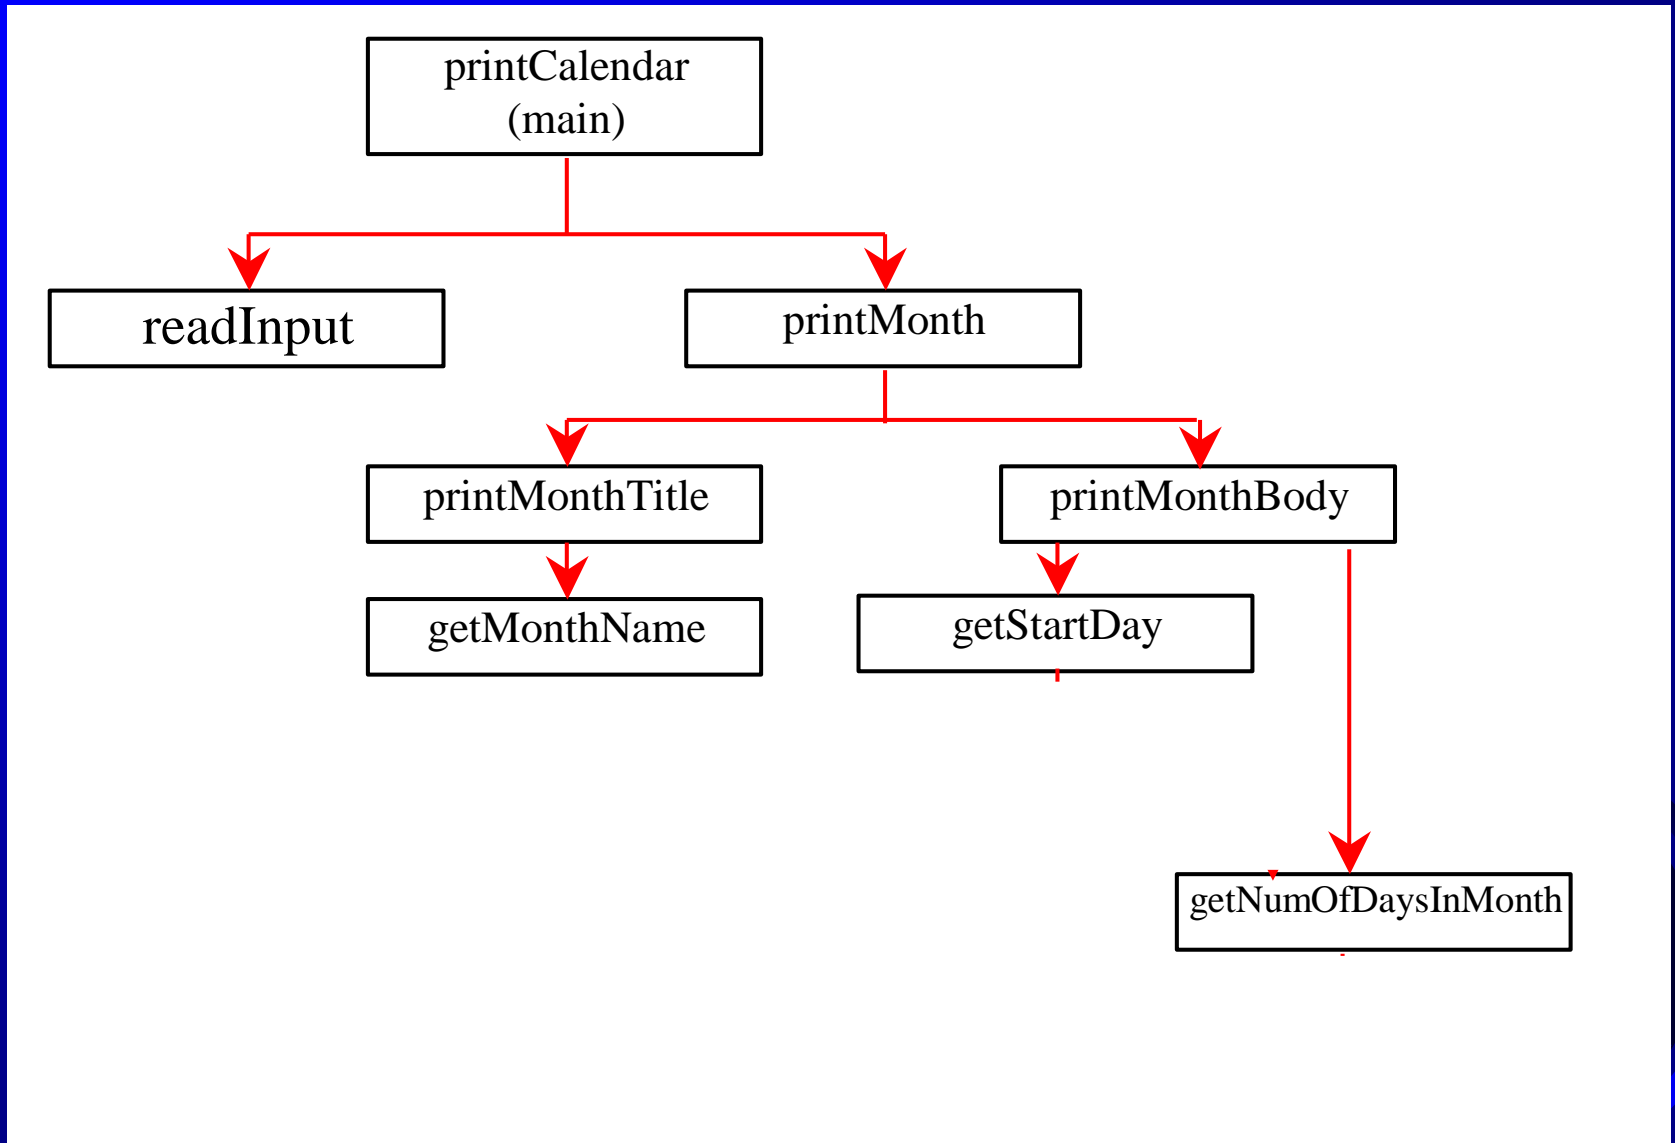 printCalendar
(main)
readInput
printMonth
printMonthTitle
printMonthBody
getMonthName
getStartDay
getNumOfDaysInMonth